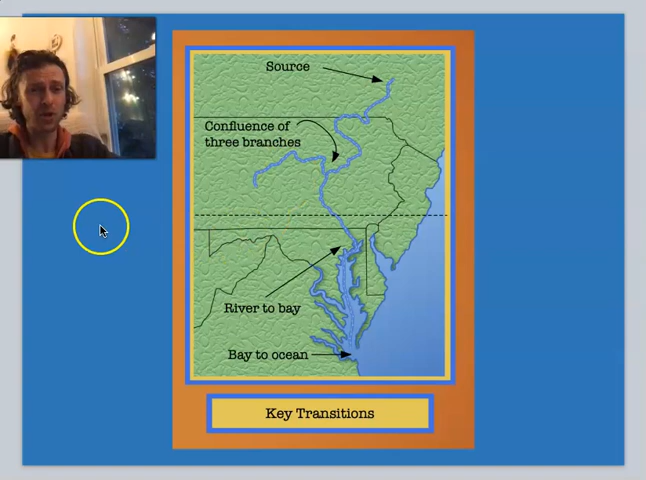 Source
Confluence of
three branches
River to bay
Bay to ocean
Key Transitions